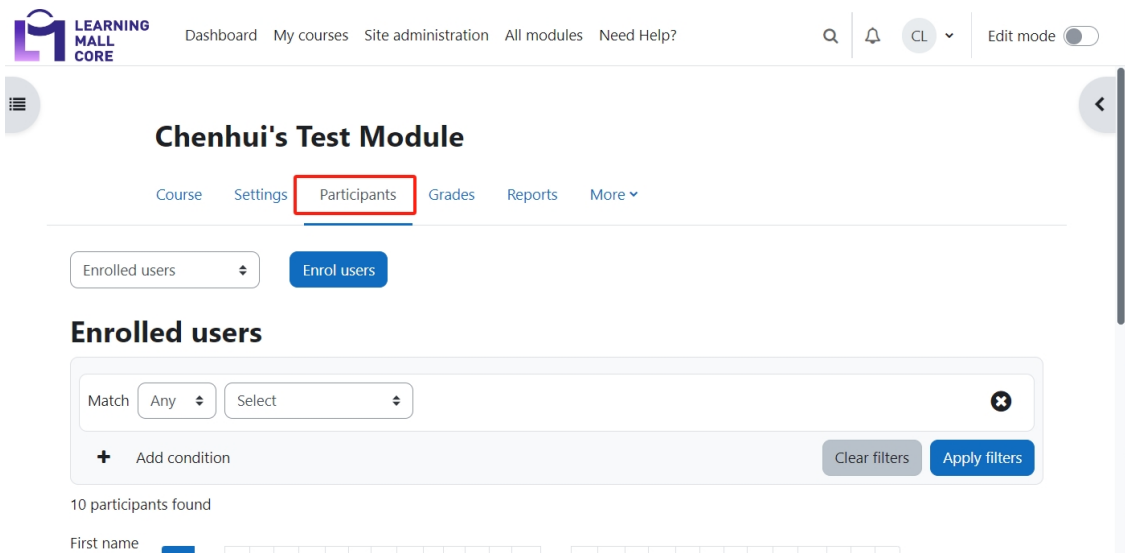 LEARNING
MALL
CORE
Dashboard My courses Site administration All modules Need Help? CL Edit mode
Chenhui's Test Module
Course Settings Participants Grades Reports More
Enrolled users Enrol users
Enrolled users
Match Any Select
Add condition Clear filters Apply filters
10 participants found
First name